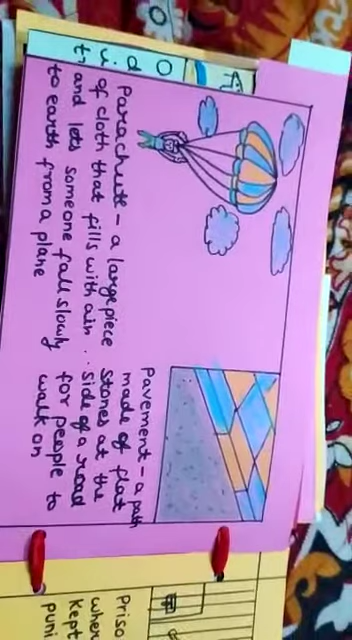 Parachute - a large piece
of cloth that fills with air
and lets someone fall slowly
to earth from a plane
Pavement - a path
made of flat
stones at the
side of a road
for people to
walk on
Priso
wher
Kept
puni